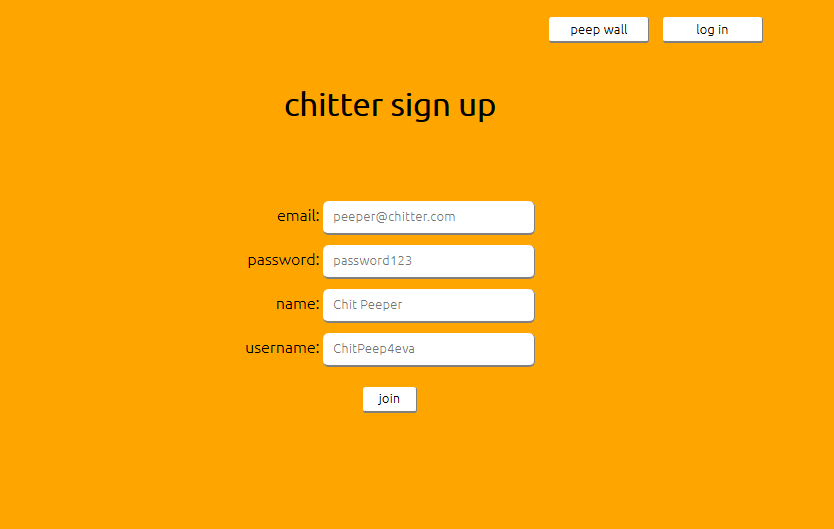 peep wall log in
chitter sign up
email: peeper@chitter.com
password: password123
name: Chit Peeper
username: ChitPeep4eva
join